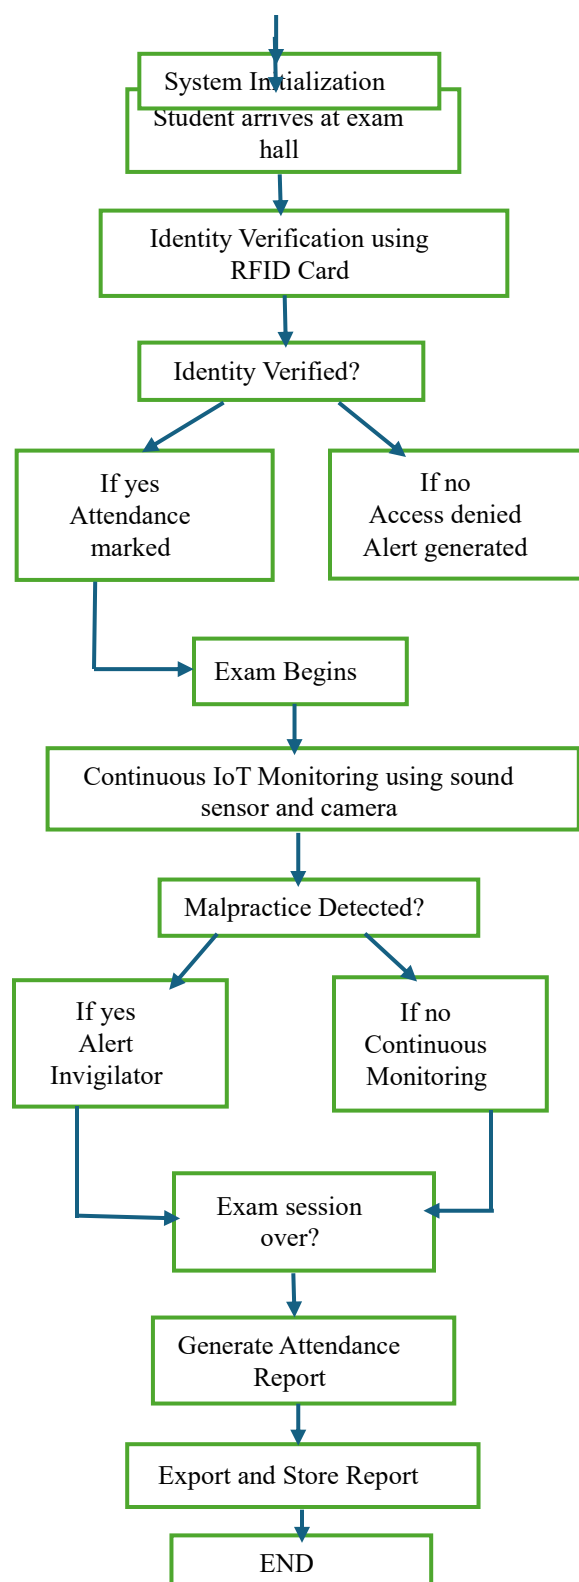 System Initialization
Student arrives at exam
hall
Identity Verification using
RFID Card
Identity Verified?
If yes
Attendance
marked
If no
Access denied
Alert generated
Exam Begins
Continuous IoT Monitoring using sound
sensor and camera
Malpractice Detected?
If yes
Alert
Invigilator
If no
Continuous
Monitoring
Exam session
over?
Generate Attendance
Report
Export and Store Report
END